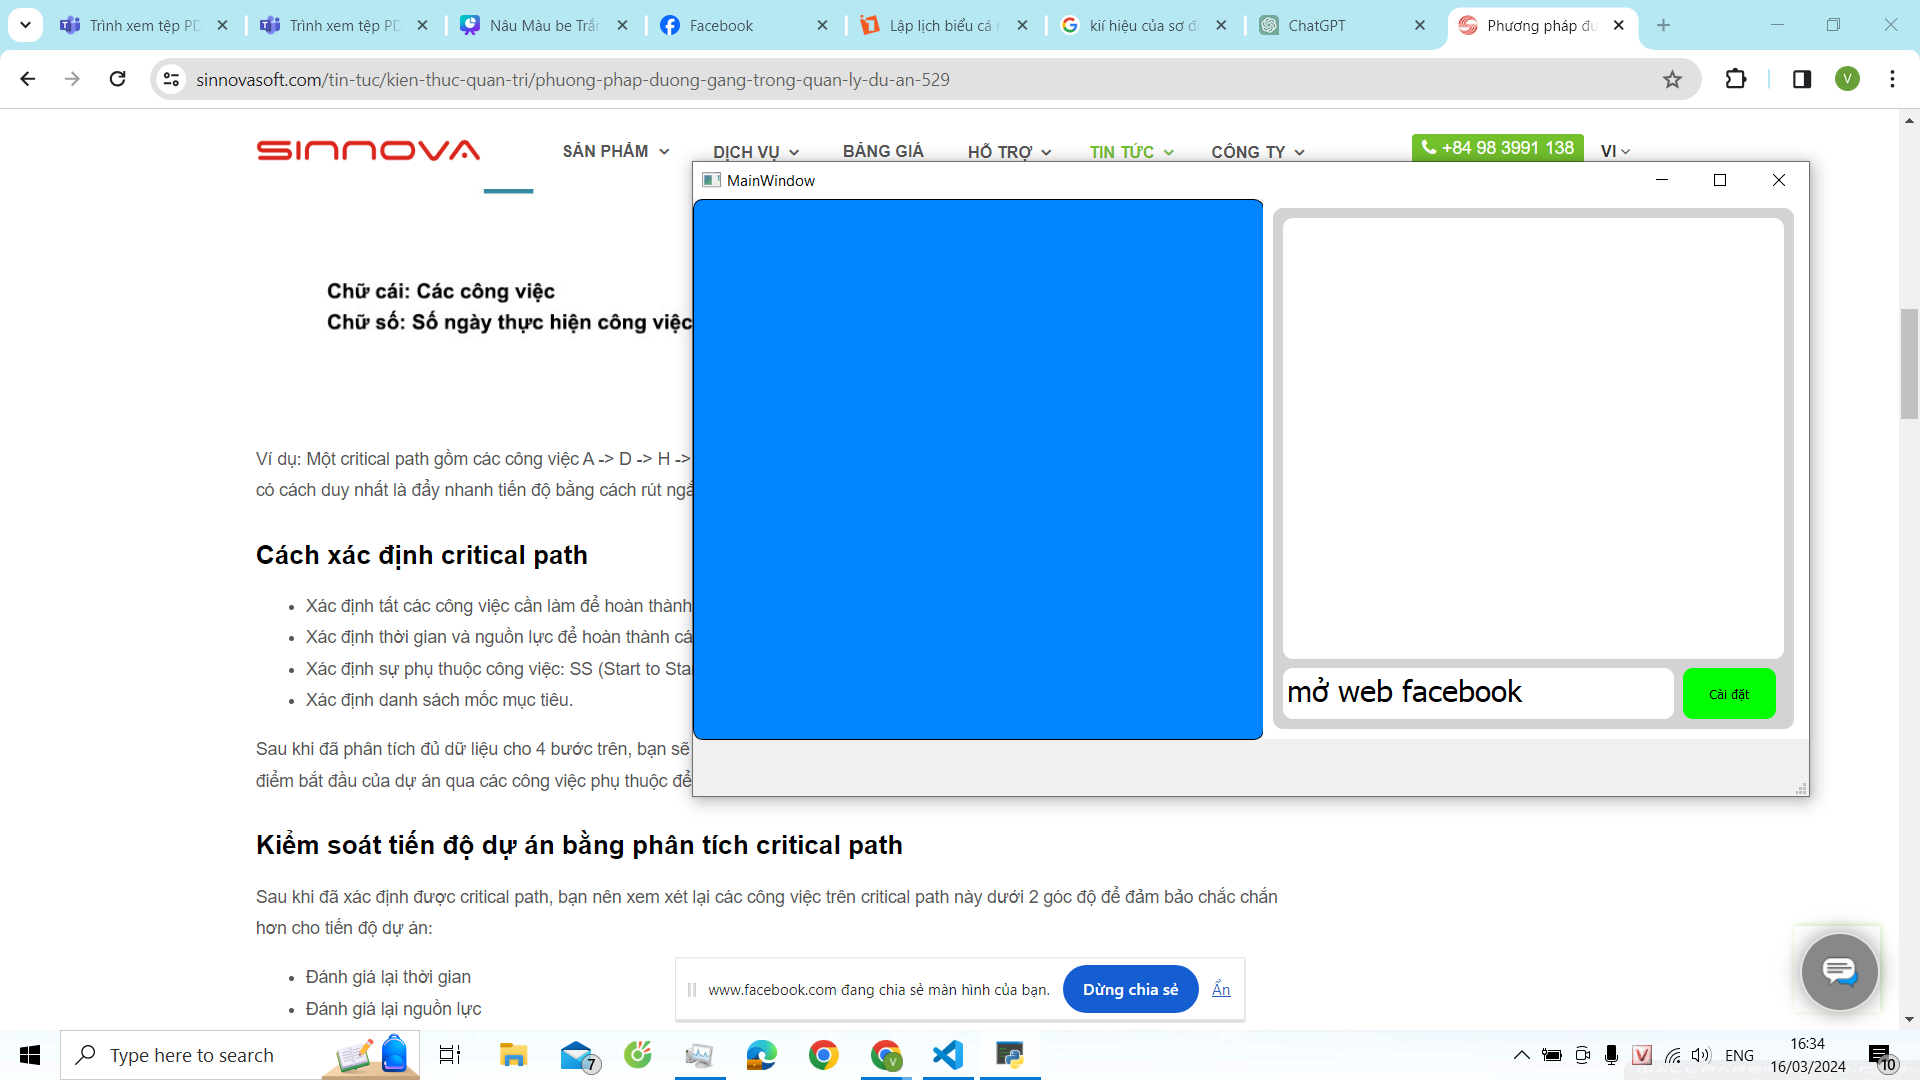 Trình xem tệp PD
Trình xem tệp PD
Nâu Màu be Trắn
Facebook
Lập lịch biểu cá n
kí hiệu của sơ đồ
ChatGPT
Phương pháp đu
sinnovasoft.com/tin-tuc/kien-thuc-quan-tri/phuong-phap-duong-gang-trong-quan-ly-du-an-529
V
SINNOVA
SẢN PHẨM
DỊCH VỤ
BẢNG GIÁ
HỖ TRỢ
TIN TỨC
CÔNG TY
+84 98 3991 138
VI
MainWindow
Chữ cái: Các công việc
Chữ số: Số ngày thực hiện công việc
mở web facebook
Cài đặt
Ví dụ: Một critical path gồm các công việc A -> D -> H ->
có cách duy nhất là đẩy nhanh tiến độ bằng cách rút ngắ
Cách xác định critical path
Xác định tất các công việc cần làm để hoàn thành
Xác định thời gian và nguồn lực để hoàn thành cá
Xác định sự phụ thuộc công việc: SS (Start to Star
Xác định danh sách mốc mục tiêu.
Sau khi đã phân tích đủ dữ liệu cho 4 bước trên, bạn sẽ
điểm bắt đầu của dự án qua các công việc phụ thuộc để
Kiểm soát tiến độ dự án bằng phân tích critical path
Sau khi đã xác định được critical path, bạn nên xem xét lại các công việc trên critical path này dưới 2 góc độ để đảm bảo chắc chắn
hơn cho tiến độ dự án:
Đánh giá lại thời gian
Đánh giá lại nguồn lực
www.facebook.com đang chia sẻ màn hình của bạn.
Dừng chia sẻ
Ẩn
Type here to search
7
V
V
ENG
16:34
16/03/2024
10